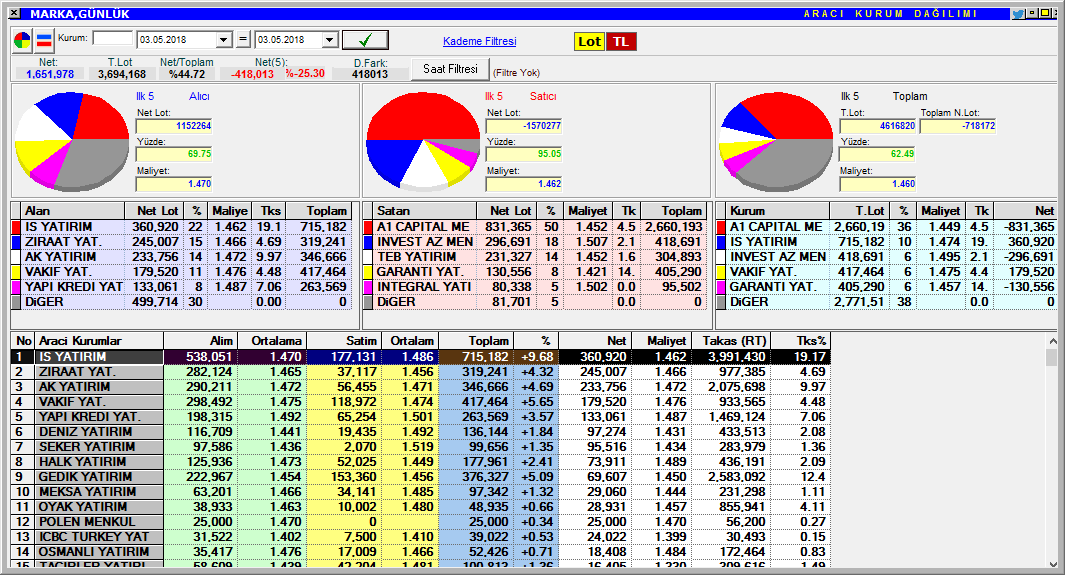 MARKA,GÜNLÜK ARACI KURUM DAĞILIMI
Kurum: 03.05.2018 = 03.05.2018 Kademe Filtresi Lot TL
Net: T.Lot Net/Toplam Net(5): D.Fark:
1,651,978 3,694,168 %44.72 -418,013 %-25.30 418013 Saat Filtresi (Filtre Yok)
Ilk 5 Alıcı
Net Lot:
1152264
Yüzde:
69.75
Maliyet:
1.470
Ilk 5 Satıcı
Net Lot:
-1570277
Yüzde:
95.05
Maliyet:
1.462
Ilk 5 Toplam
T.Lot: Toplam N.Lot:
4616820 -718172
Yüzde:
62.49
Maliyet:
1.460
Alan Net Lot % Maliye Tks Toplam
IS YATIRIM 360,920 22 1.462 19.1 715,182
ZIRAAT YAT. 245,007 15 1.466 4.69 319,241
AK YATIRIM 233,756 14 1.472 9.97 346,666
VAKIF YAT. 179,520 11 1.476 4.48 417,464
YAPI KREDI YAT 133,061 8 1.487 7.06 263,569
DiGER 499,714 30 0.00 0
Satan Net Lot % Maliyet Tk Toplam
A1 CAPITAL ME 831,365 50 1.452 4.5 2,660,193
INVEST AZ MEN 296,691 18 1.507 2.1 418,691
TEB YATIRIM 231,327 14 1.452 1.6 304,893
GARANTI YAT. 130,556 8 1.421 14. 405,290
INTEGRAL YATI 80,338 5 1.502 0.0 95,502
DiGER 81,701 5 0.0 0
Kurum T.Lot % Maliyet Tk Net
A1 CAPITAL ME 2,660,19 36 1.449 4.5 -831,365
IS YATIRIM 715,182 10 1.474 19. 360,920
INVEST AZ MEN 418,691 6 1.495 2.1 -296,691
VAKIF YAT. 417,464 6 1.475 4.4 179,520
GARANTI YAT. 405,290 6 1.457 14. -130,556
DiGER 2,771,51 38 0.0 0
No Araci Kurumlar Alim Ortalama Satim Ortalam Toplam % Net Maliyet Takas (RT) Tks%
1 IS YATIRIM 538,051 1.470 177,131 1.486 715,182 +9.68 360,920 1.462 3,991,430 19.17
2 ZIRAAT YAT. 282,124 1.465 37,117 1.456 319,241 +4.32 245,007 1.466 977,385 4.69
3 AK YATIRIM 290,211 1.472 56,455 1.471 346,666 +4.69 233,756 1.472 2,075,698 9.97
4 VAKIF YAT. 298,492 1.475 118,972 1.474 417,464 +5.65 179,520 1.476 933,565 4.48
5 YAPI KREDI YAT. 198,315 1.492 65,254 1.501 263,569 +3.57 133,061 1.487 1,469,124 7.06
6 DENIZ YATIRIM 116,709 1.441 19,435 1.492 136,144 +1.84 97,274 1.431 433,513 2.08
7 SEKER YATIRIM 97,586 1.436 2,070 1.519 99,656 +1.35 95,516 1.434 283,979 1.36
8 HALK YATIRIM 125,936 1.473 52,025 1.449 177,961 +2.41 73,911 1.489 436,191 2.09
9 GEDIK YATIRIM 222,967 1.454 153,360 1.456 376,327 +5.09 69,607 1.450 2,583,092 12.4
10 MEKSA YATIRIM 63,201 1.466 34,141 1.485 97,342 +1.32 29,060 1.444 231,298 1.11
11 OYAK YATIRIM 38,933 1.463 10,002 1.480 48,935 +0.66 28,931 1.457 855,941 4.11
12 POLEN MENKUL 25,000 1.470 0 25,000 +0.34 25,000 1.470 56,200 0.27
13 ICBC TURKEY YAT 31,522 1.402 7,500 1.410 39,022 +0.53 24,022 1.399 30,493 0.15
14 OSMANLI YATIRIM 35,417 1.476 17,009 1.466 52,426 +0.71 18,408 1.484 172,464 0.83